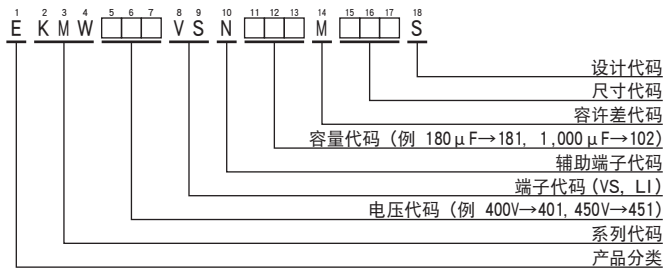 1 2 3 4 5 6 7 8 9 10 11 12 13 14 15 16 17 18
E K M W □□□ V S N □□□ M □□□ S
设计代码
尺寸代码
容许差代码
容量代码 (例 180μF→181, 1,000μF→102)
辅助端子代码
端子代码 (VS, LI)
电压代码 (例 400V→401, 450V→451)
系列代码
产品分类